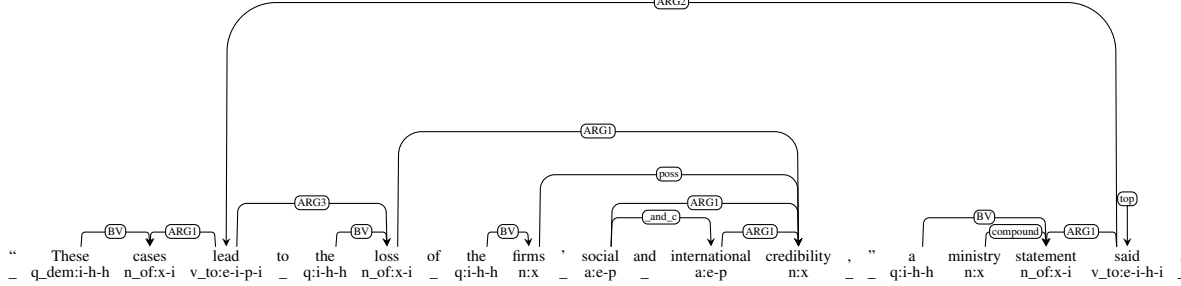 ARG2
ARG1
poss
ARG3 ARG1 top
BV ARG1 BV BV _and_c ARG1 BV compound ARG1
“ These cases lead to the loss of the firms ’ social and international credibility , ” a ministry statement said .
_ q_dem:i-h-h n_of:x-i v_to:e-i-p-i _ q:i-h-h n_of:x-i _ q:i-h-h n:x _ a:e-p _ a:e-p n:x _ _ q:i-h-h n:x n_of:x-i v_to:e-i-h-i _